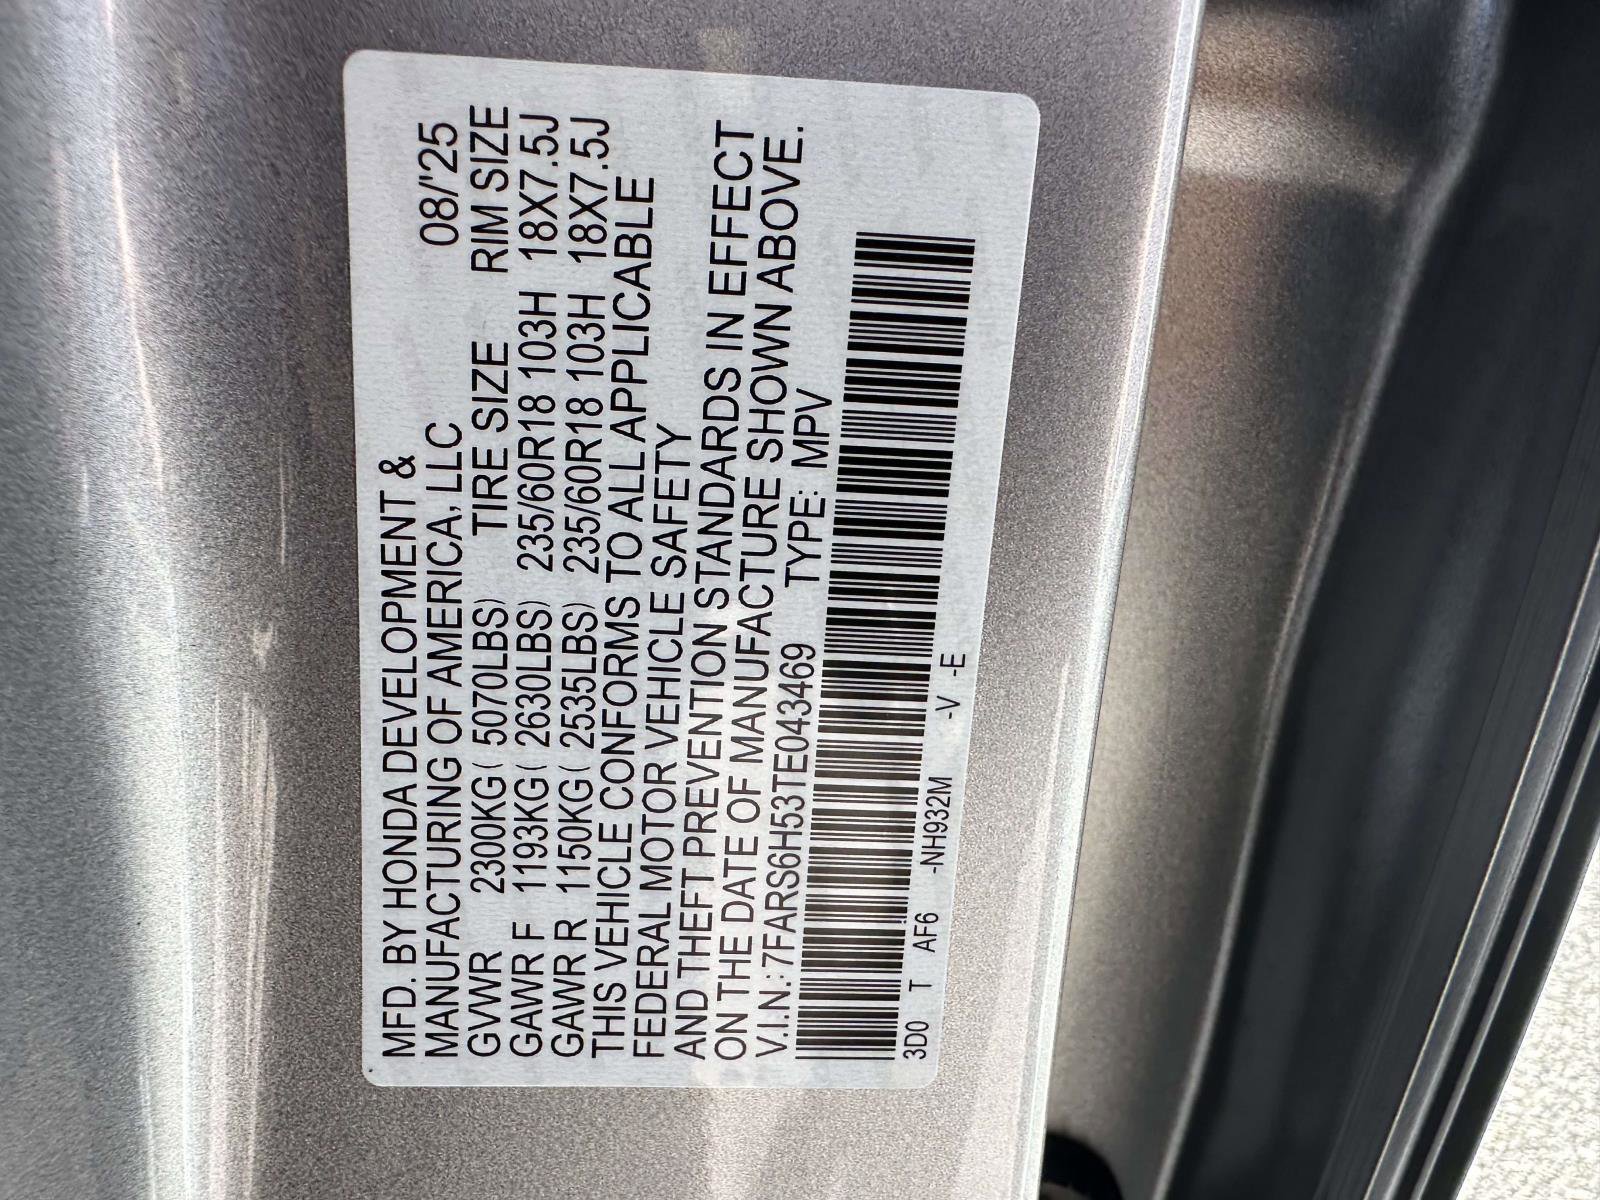 MFD. BY HONDA DEVELOPMENT &
MANUFACTURING OF AMERICA, LLC 08/'25
GVWR 2300KG( 5070LBS) TIRE SIZE RIM SIZE
GAWR F 1193KG( 2630LBS) 235/60R18 103H 18X7.5J
GAWR R 1150KG( 2535LBS) 235/60R18 103H 18X7.5J
THIS VEHICLE CONFORMS TO ALL APPLICABLE
FEDERAL MOTOR VEHICLE SAFETY
AND THEFT PREVENTION STANDARDS IN EFFECT
ON THE DATE OF MANUFACTURE SHOWN ABOVE.
V.I.N.: 7FARS6H53TE043469 TYPE: MPV
3D0 T AF6 -NH932M -V -E